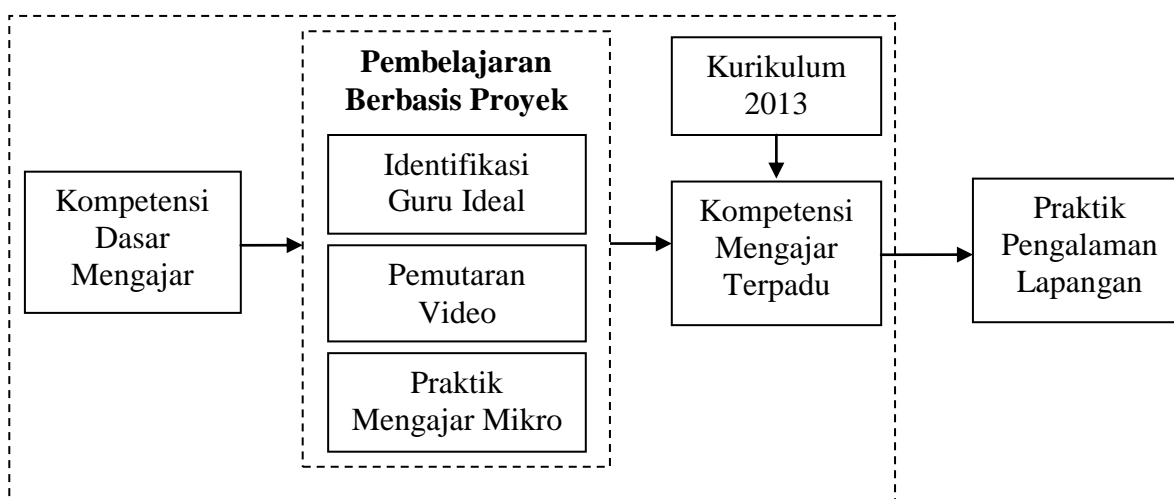 Kompetensi
Dasar
Mengajar
Pembelajaran
Berbasis Proyek
Identifikasi
Guru Ideal
Pemutaran
Video
Praktik
Mengajar Mikro
Kurikulum
2013
Kompetensi
Mengajar
Terpadu
Praktik
Pengalaman
Lapangan